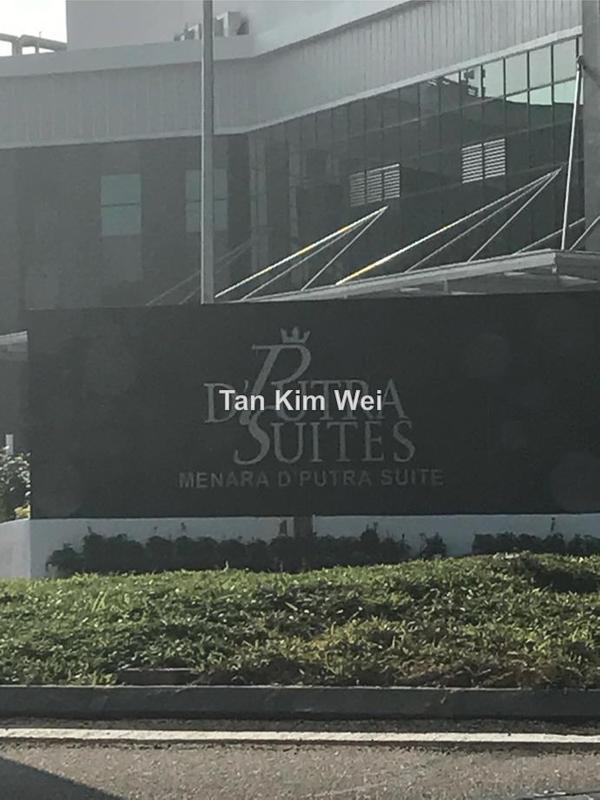 D'PUTRA
Tan Kim Wei
SUITES
MENARA D'PUTRA SUITE